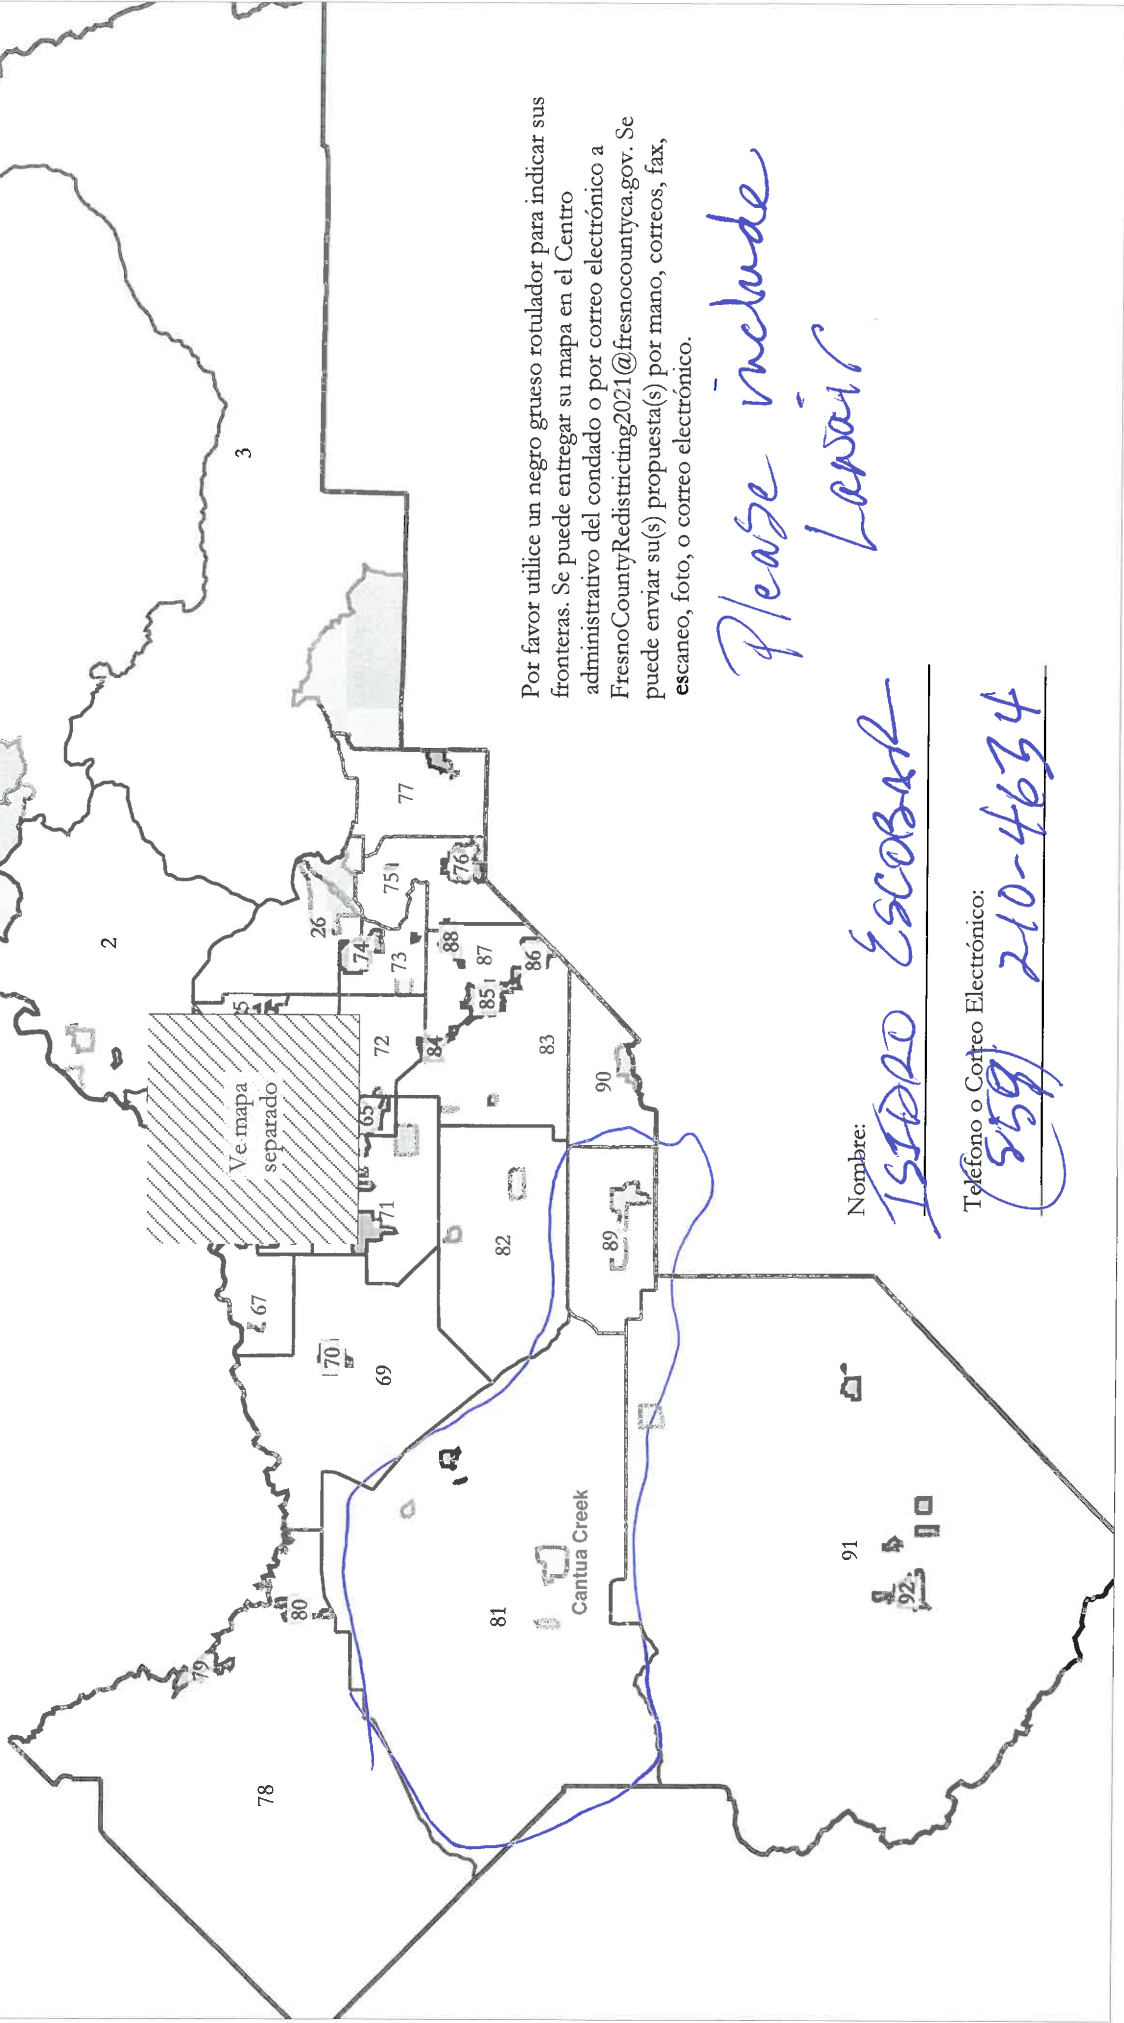 Por favor utilice un negro grueso rotulador para indicar sus
fronteras. Se puede entregar su mapa en el Centro
administrativo del condado o por correo electrónico a
FresnoCountyRedistricting2021@fresnocountyca.gov. Se
puede enviar su(s) propuesta(s) por mano, correos, fax,
escaneo, foto, o correo electrónico.
Please include
Lanair
Nombre:
ISIDRO ESCOBAR
Teléfono o Correo Electrónico:
(559) 210-4634
Ve mapa
separado
Cantua Creek
2
3
26
65
67
69
70
71
72
73
74
75
76
77
78
79
80
81
82
83
84
85
86
87
88
89
90
91
92